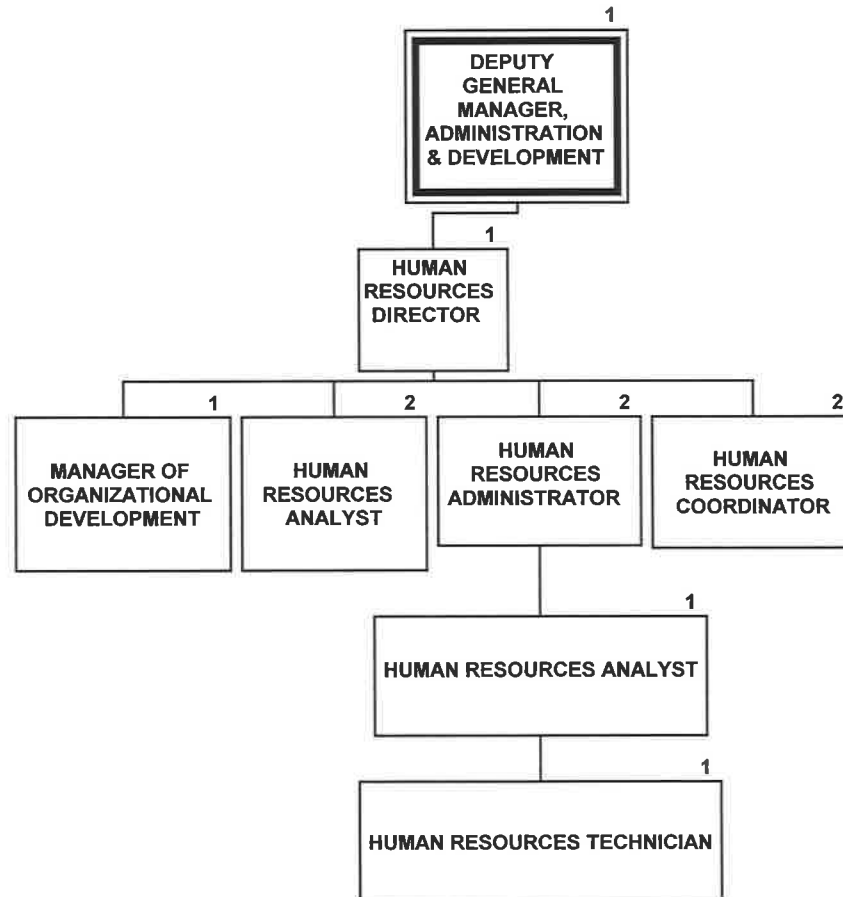 1
DEPUTY
GENERAL
MANAGER,
ADMINISTRATION
& DEVELOPMENT
1
HUMAN
RESOURCES
DIRECTOR
1
MANAGER OF
ORGANIZATIONAL
DEVELOPMENT
2
HUMAN
RESOURCES
ANALYST
2
HUMAN
RESOURCES
ADMINISTRATOR
2
HUMAN
RESOURCES
COORDINATOR
1
HUMAN RESOURCES ANALYST
1
HUMAN RESOURCES TECHNICIAN